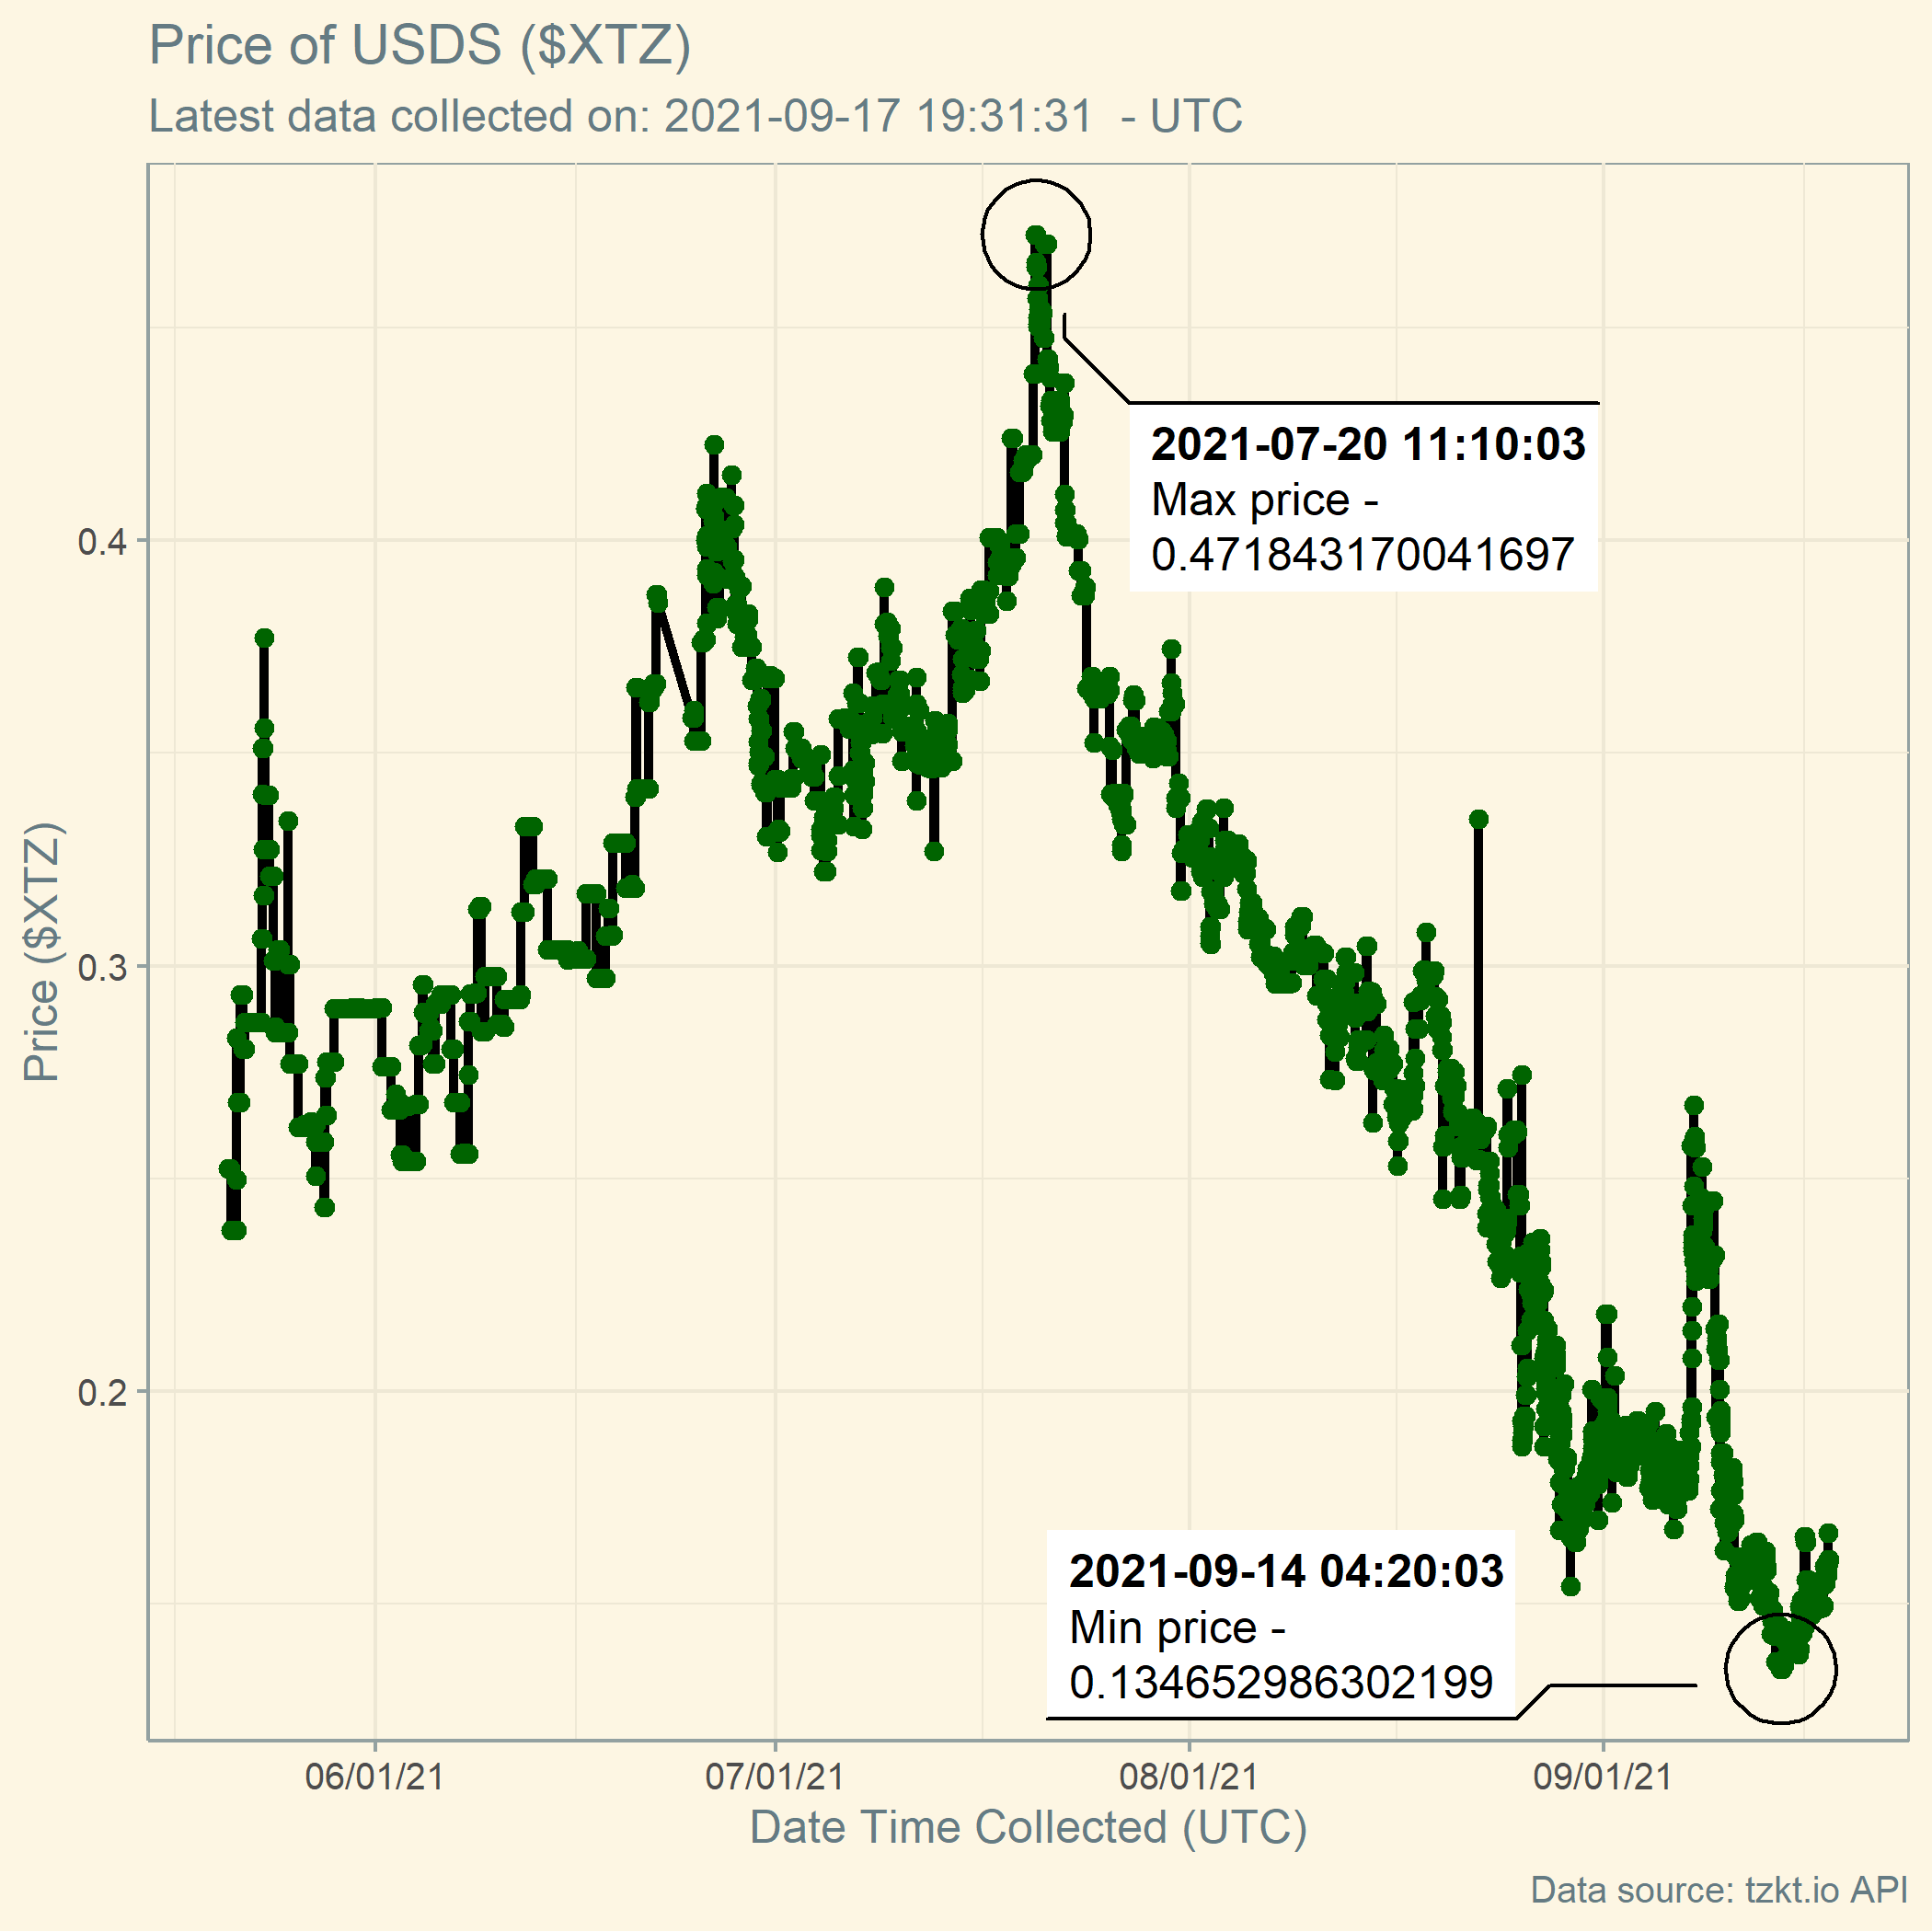 Price of USDS ($XTZ)
Latest data collected on: 2021-09-17 19:31:31  - UTC
2021-07-20 11:10:03
Max price -
0.471843170041697
0.4
0.3
0.2
Price ($XTZ)
2021-09-14 04:20:03
Min price -
0.134652986302199
06/01/21
07/01/21
08/01/21
09/01/21
Date Time Collected (UTC)
Data source: tzkt.io API